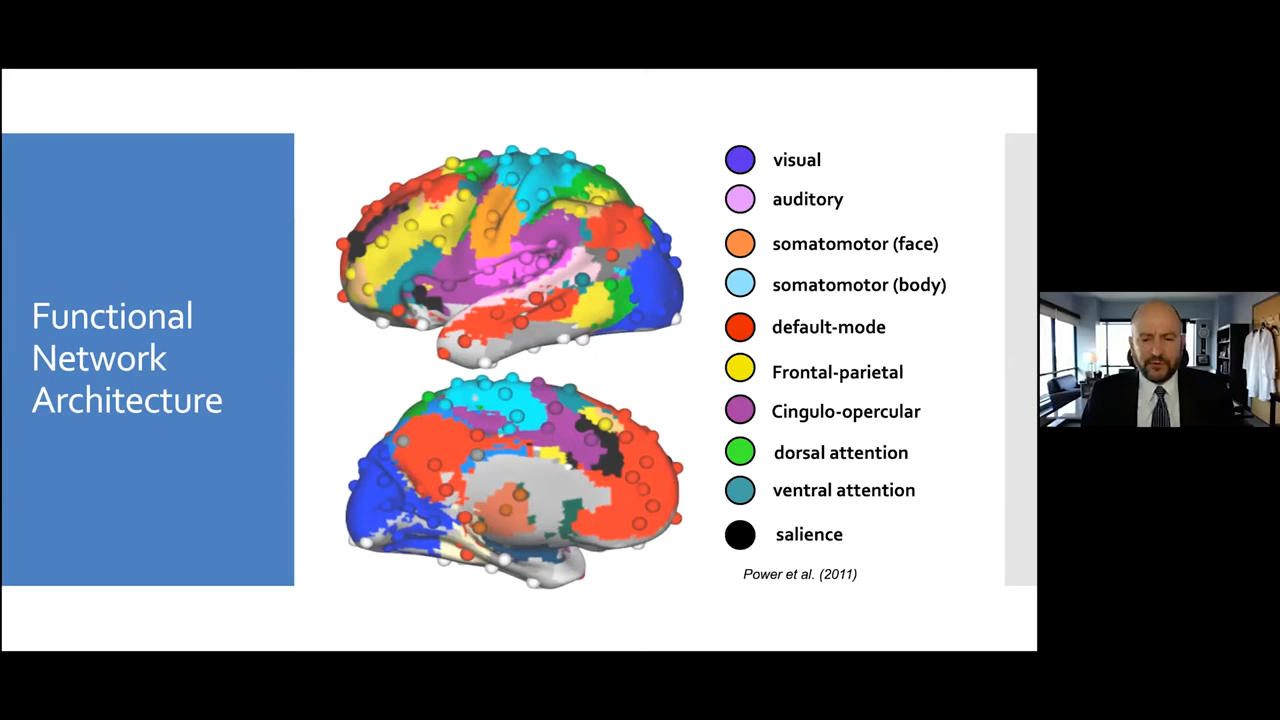 Functional
Network
Architecture
visual
auditory
somatomotor (face)
somatomotor (body)
default-mode
Frontal-parietal
Cingulo-opercular
dorsal attention
ventral attention
salience
Power et al. (2011)